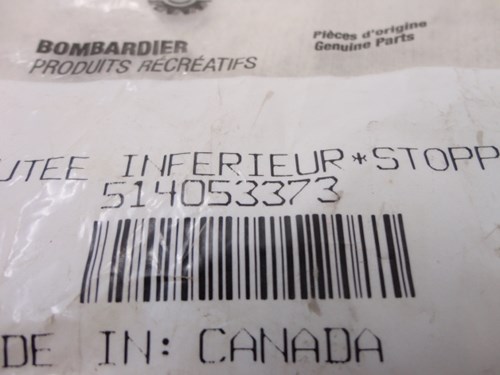 BOMBARDIER
PRODUITS RÉCRÉATIFS
Pièces d'origine
Genuine Parts
UTEE INFERIEUR*STOPP
514053373
DE IN: CANADA